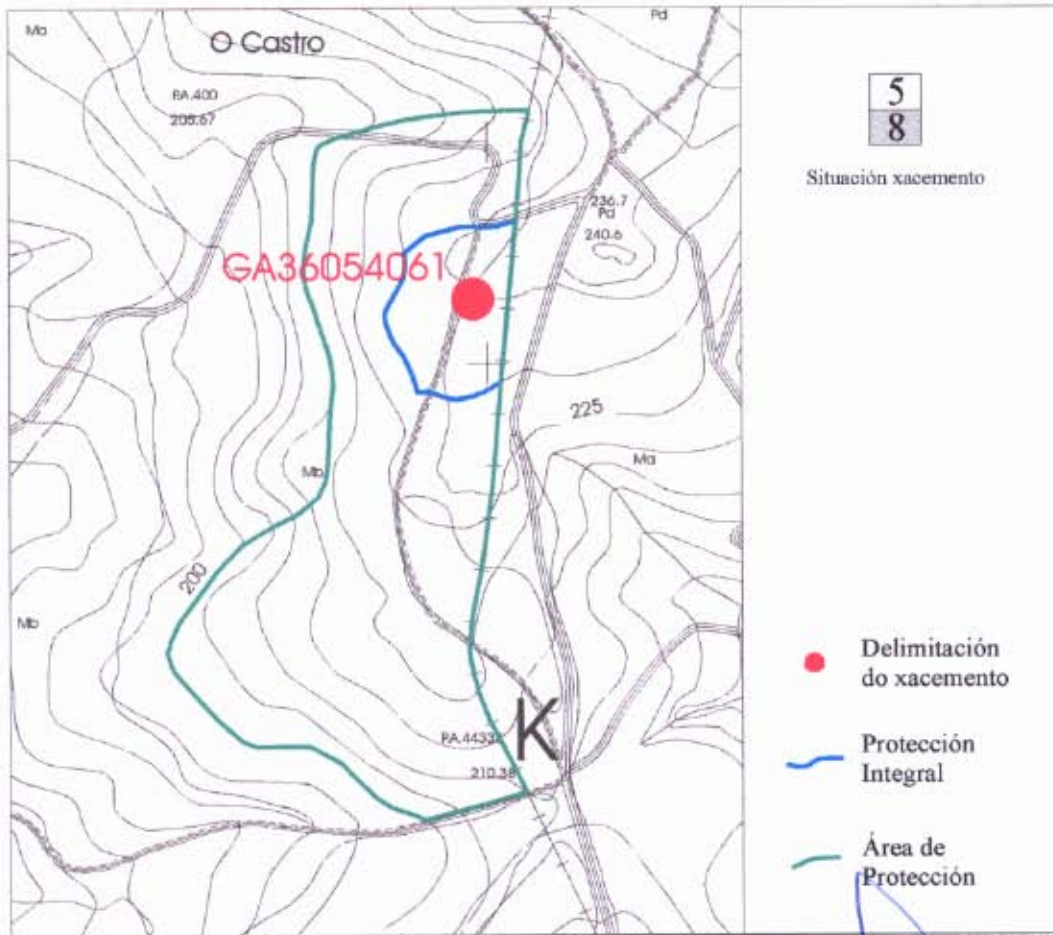 Ma
O Castro
Pd
PA.400
205.67
5
8
Situación xacemento
236.7
Pd
240.6
GA36054061
225
Mb
Ma
200
Mb
K
PA.4433
210.38
Delimitación
do xacemento
Protección
Integral
Área de
Protección